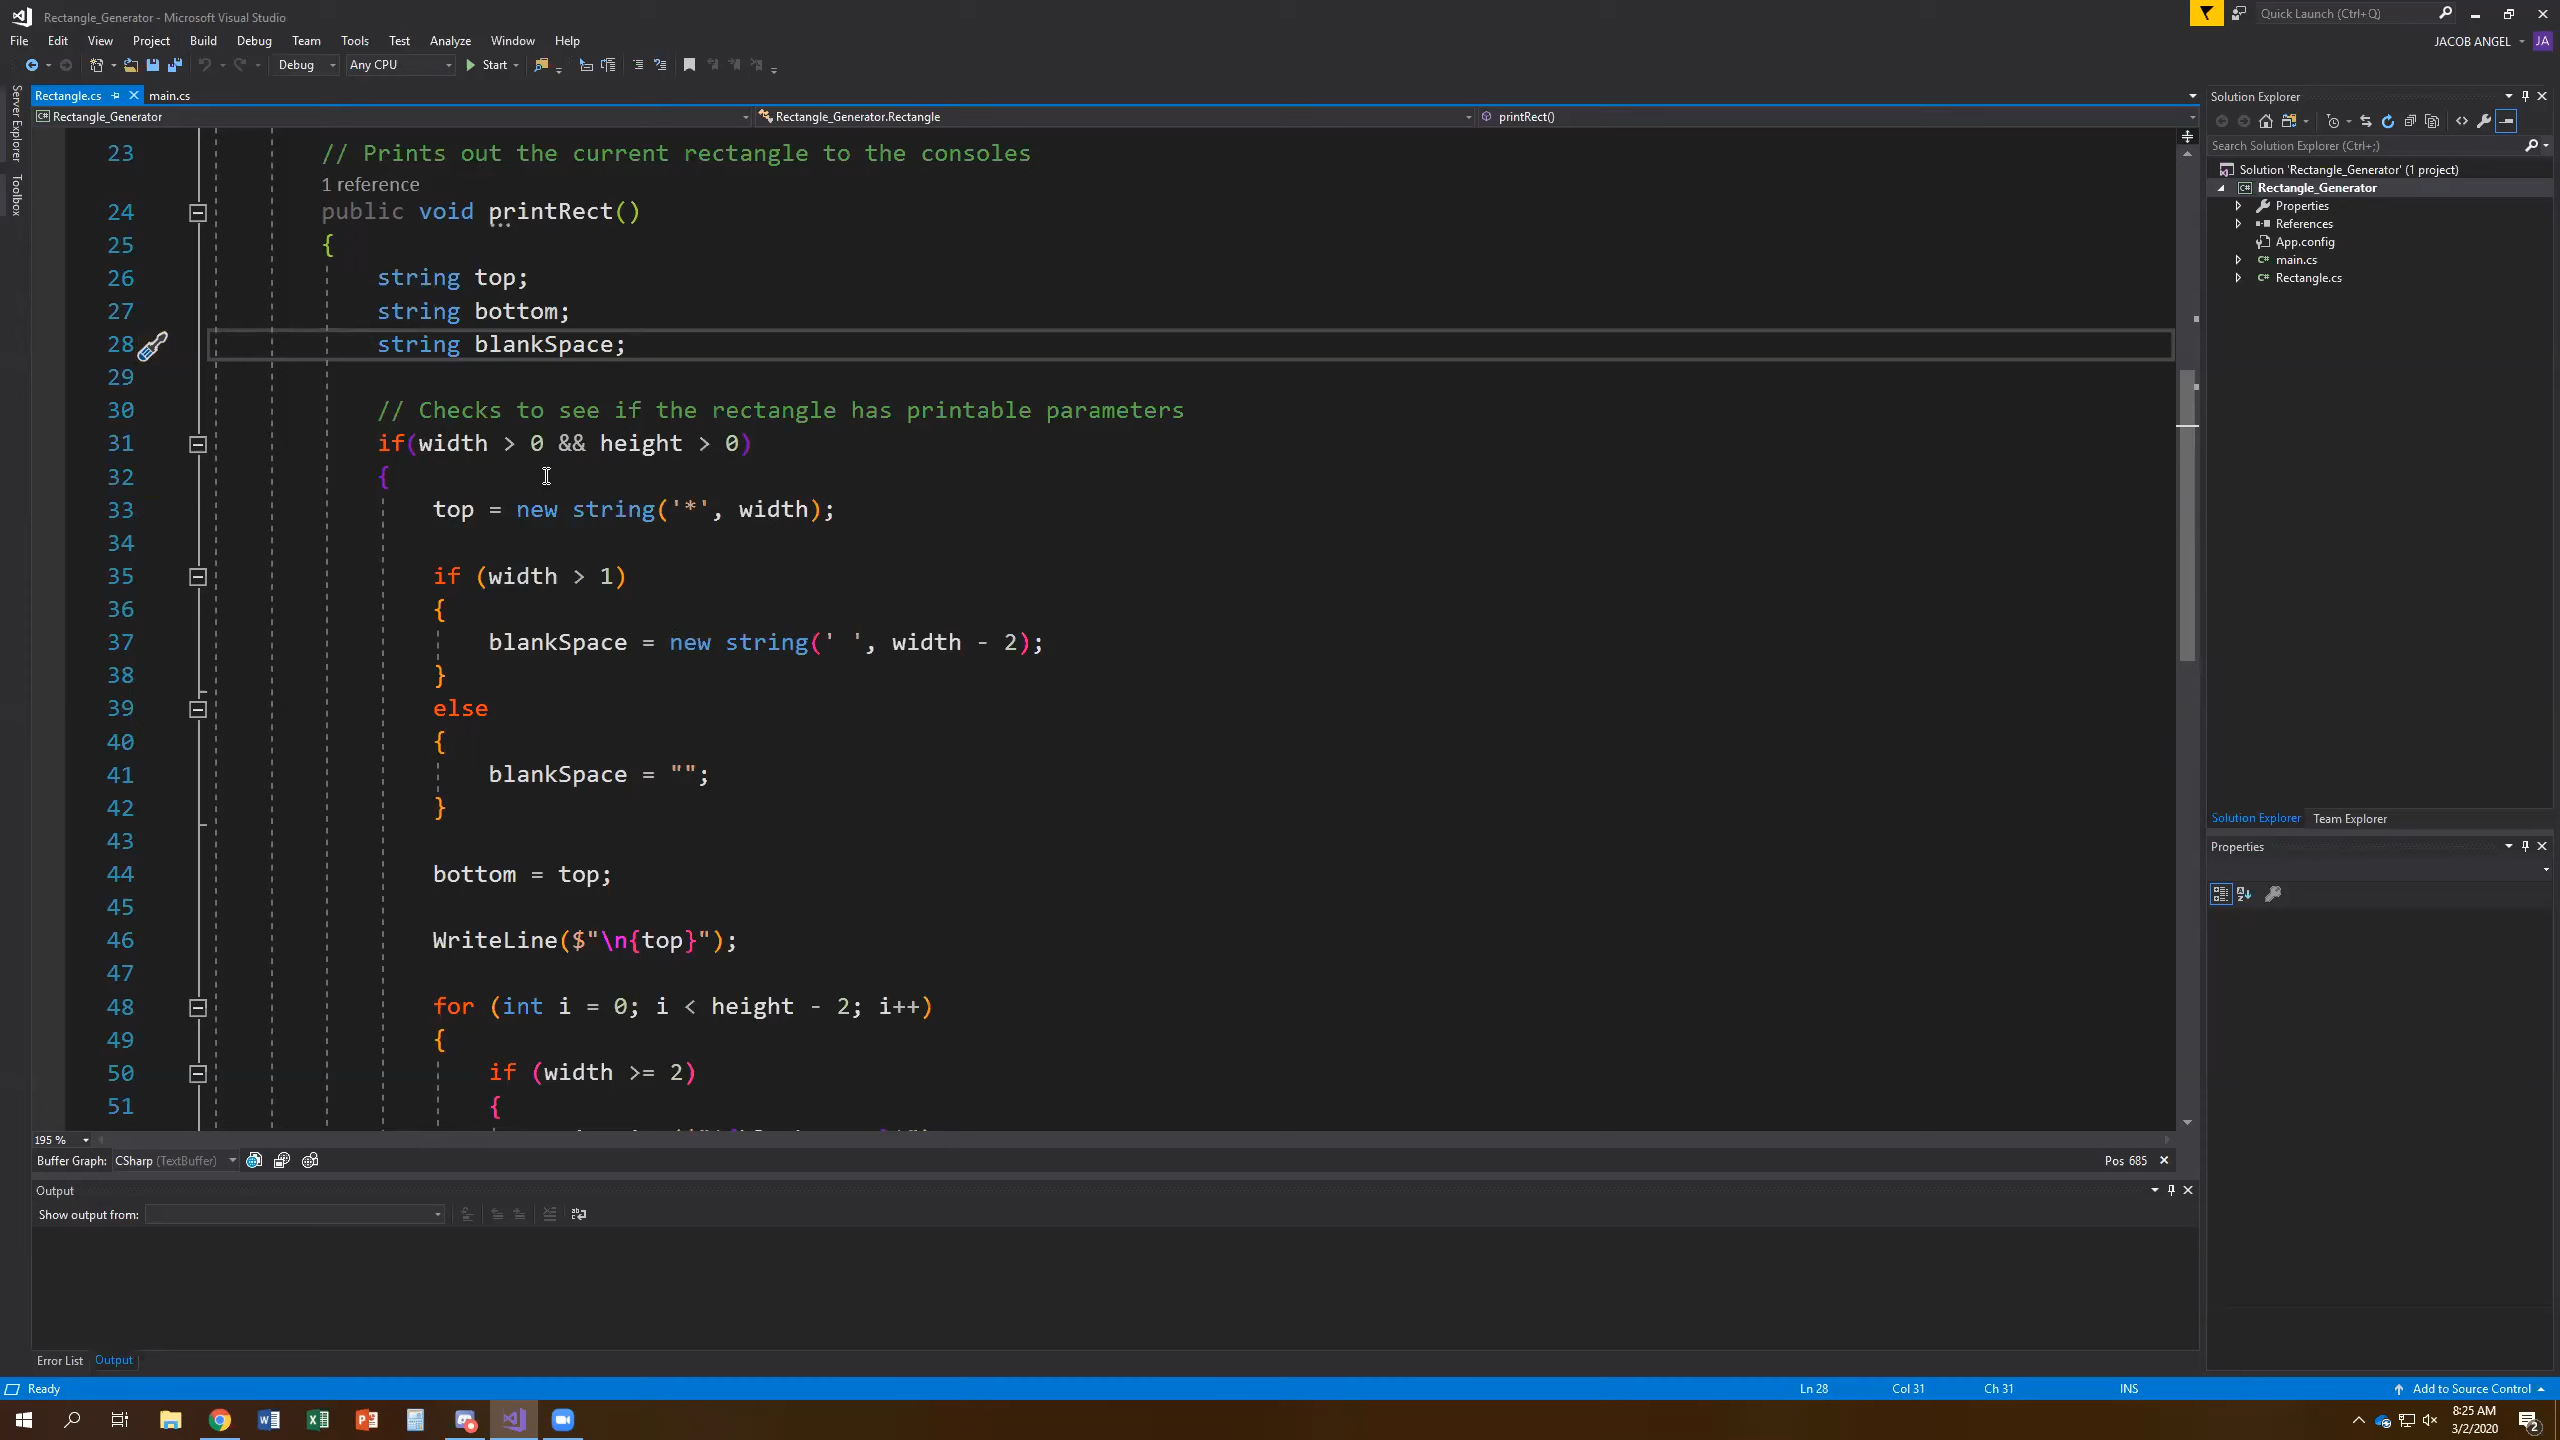 Rectangle_Generator - Microsoft Visual Studio
Quick Launch (Ctrl+Q)
File Edit View Project Build Debug Team Tools Test Analyze Window Help
JACOB ANGEL JA
Debug Any CPU Start
Server Explorer
Toolbox
Rectangle.cs main.cs
Rectangle_Generator Rectangle_Generator.Rectangle printRect()
23 // Prints out the current rectangle to the consoles
1 reference
24 public void printRect()
25 {
26 string top;
27 string bottom;
28 string blankSpace;
29
30 // Checks to see if the rectangle has printable parameters
31 if(width > 0 && height > 0)
32 {
33 top = new string('*', width);
34
35 if (width > 1)
36 {
37 blankSpace = new string(' ', width - 2);
38 }
39 else
40 {
41 blankSpace = "";
42 }
43
44 bottom = top;
45
46 WriteLine($"\n{top}");
47
48 for (int i = 0; i < height - 2; i++)
49 {
50 if (width >= 2)
51 {
195 %
Buffer Graph: CSharp (TextBuffer) Pos 685
Output
Show output from:
Error List Output
Solution Explorer
Search Solution Explorer (Ctrl+;)
Solution 'Rectangle_Generator' (1 project)
Rectangle_Generator
Properties
References
App.config
main.cs
Rectangle.cs
Solution Explorer Team Explorer
Properties
Ready Ln 28 Col 31 Ch 31 INS Add to Source Control
8:25 AM
3/2/2020
2